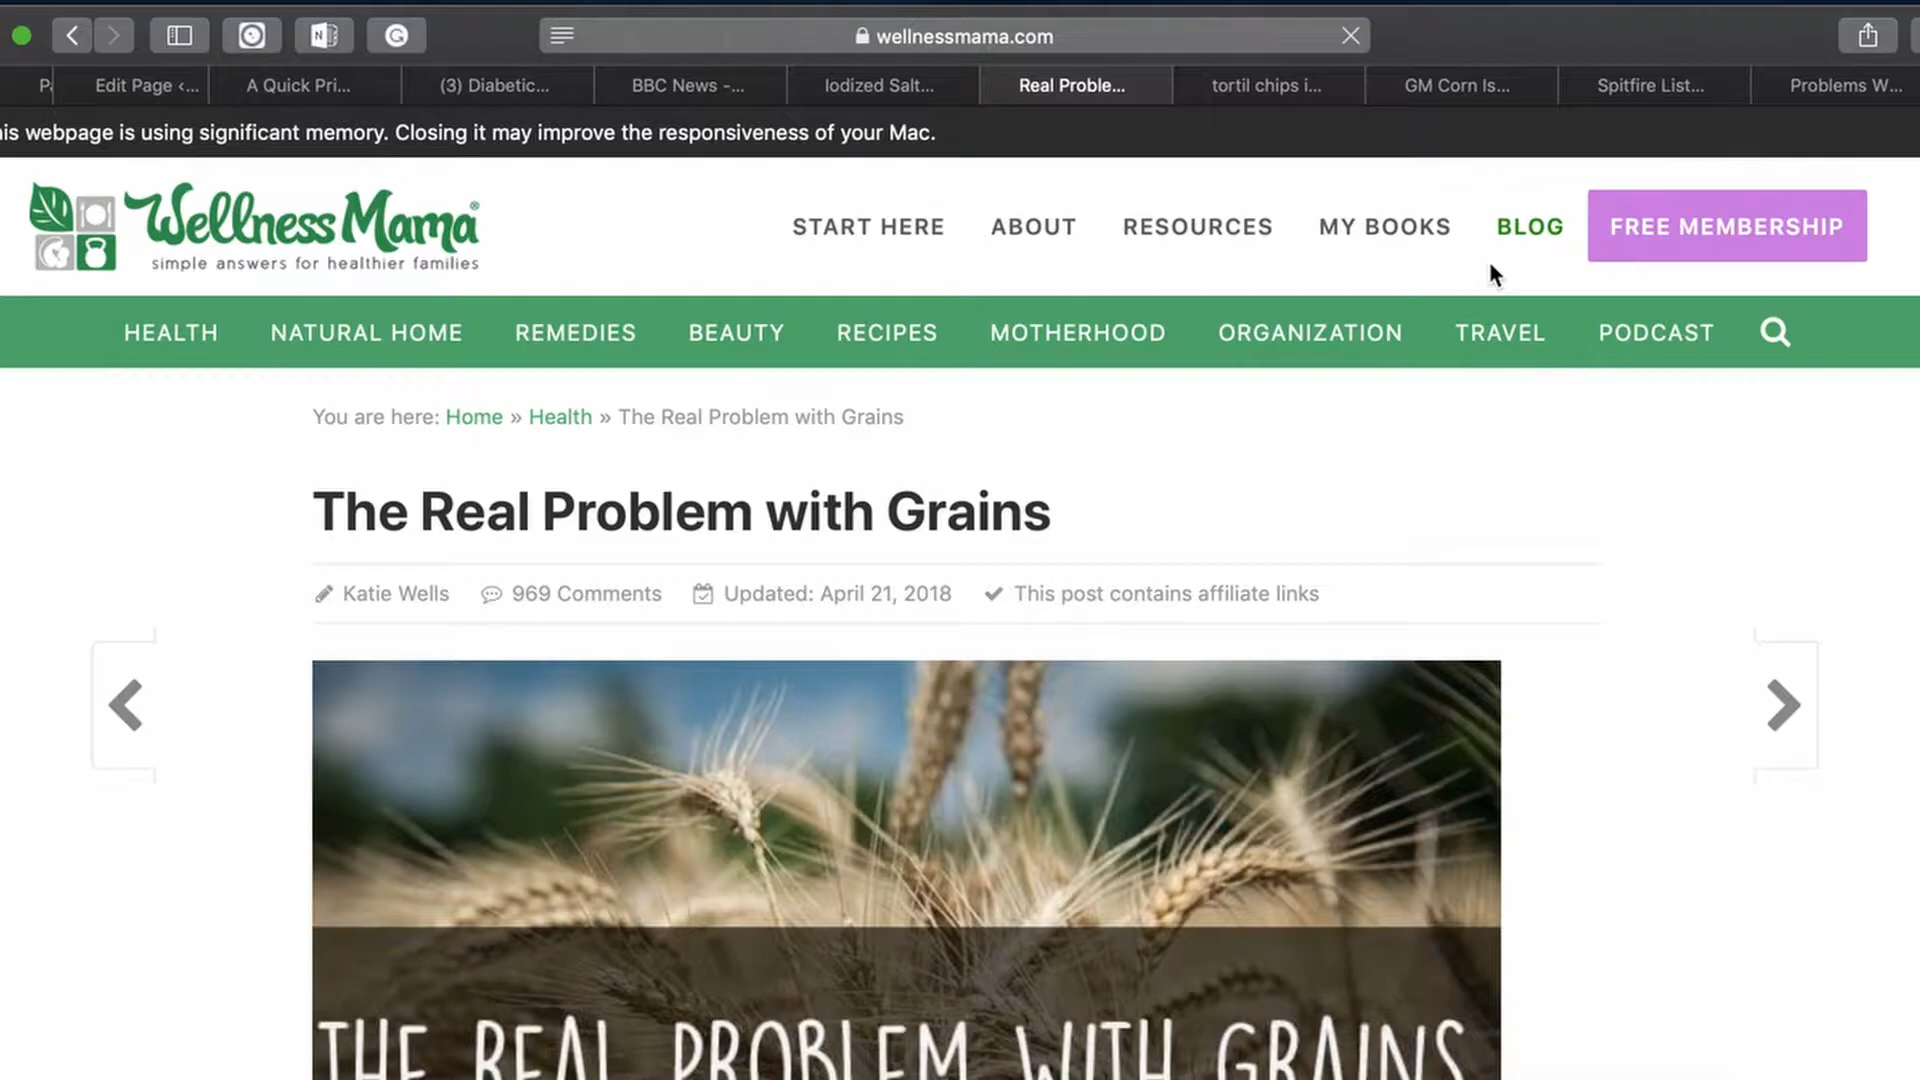 wellnessmama.com
Edit Page ‹... A Quick Pri... (3) Diabetic... BBC News -... Iodized Salt... Real Proble... tortil chips i... GM Corn Is... Spitfire List... Problems W...
is webpage is using significant memory. Closing it may improve the responsiveness of your Mac.
Wellness Mama®
simple answers for healthier families
START HERE ABOUT RESOURCES MY BOOKS BLOG FREE MEMBERSHIP
HEALTH NATURAL HOME REMEDIES BEAUTY RECIPES MOTHERHOOD ORGANIZATION TRAVEL PODCAST
You are here: Home » Health » The Real Problem with Grains
The Real Problem with Grains
Katie Wells 969 Comments Updated: April 21, 2018 This post contains affiliate links
THE REAL PROBLEM WITH GRAINS